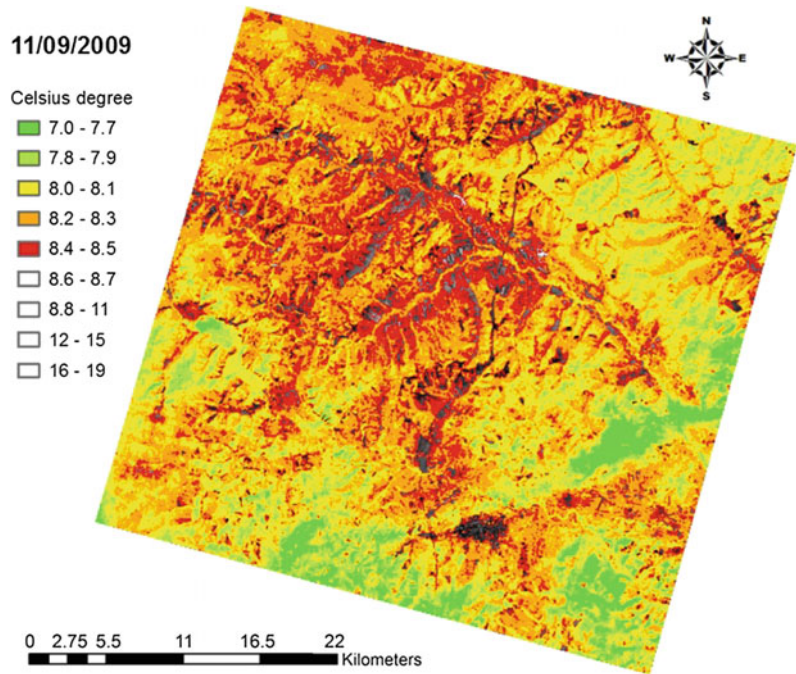 11/09/2009
Celsius degree
7.0 - 7.7
7.8 - 7.9
8.0 - 8.1
8.2 - 8.3
8.4 - 8.5
8.6 - 8.7
8.8 - 11
12 - 15
16 - 19
N
W E
S
0 2.75 5.5 11 16.5 22
Kilometers